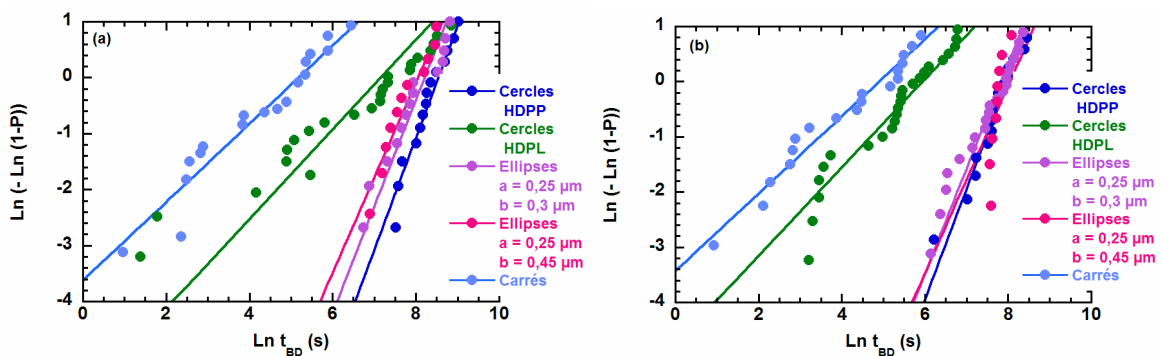 (a)
1
0
-1
-2
-3
-4
Ln (- Ln (1-P))
0 2 4 6 8 10
Ln t_BD (s)
Cercles
HDPP
Cercles
HDPL
Ellipses
a = 0,25 µm
b = 0,3 µm
Ellipses
a = 0,25 µm
b = 0,45 µm
Carrés
(b)
1
0
-1
-2
-3
-4
Ln (- Ln (1-P))
0 2 4 6 8 10
Ln t_BD (s)
Cercles
HDPP
Cercles
HDPL
Ellipses
a = 0,25 µm
b = 0,3 µm
Ellipses
a = 0,25 µm
b = 0,45 µm
Carrés